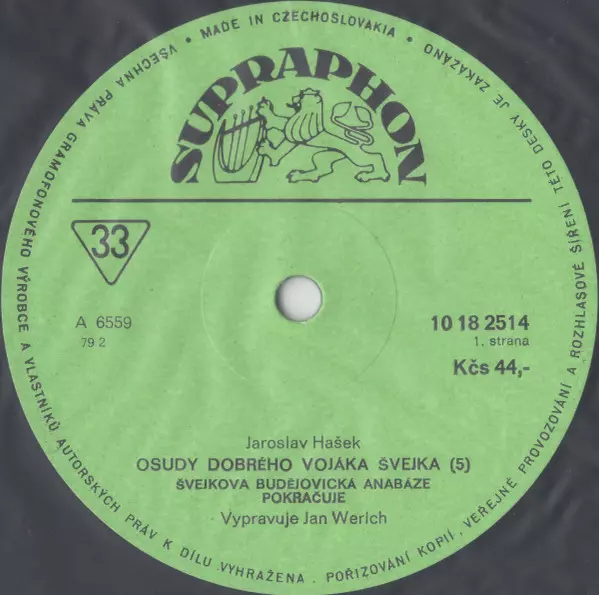 VŠECHNA PRÁVA GRAMOFONOVÉHO VÝROBCE A VLASTNÍKŮ AUTORSKÝCH PRÁV K DÍLU VYHRAŽENA . POŘIZOVÁNÍ KOPIÍ , VEŘEJNÉ PROVOZOVÁNÍ A ROZHLASOVÉ ŠÍŘENÍ TÉTO DESKY JE ZAKÁZÁNO
• MADE IN CZECHOSLOVAKIA •
SUPRAPHON
33
A 6559
79 2
10 18 2514
1. strana
Kčs 44,-
Jaroslav Hašek
OSUDY DOBRÉHO VOJÁKA ŠVEJKA (5)
ŠVEJKOVA BUDĚJOVICKÁ ANABÁZE
POKRAČUJE
Vypravuje Jan Werich